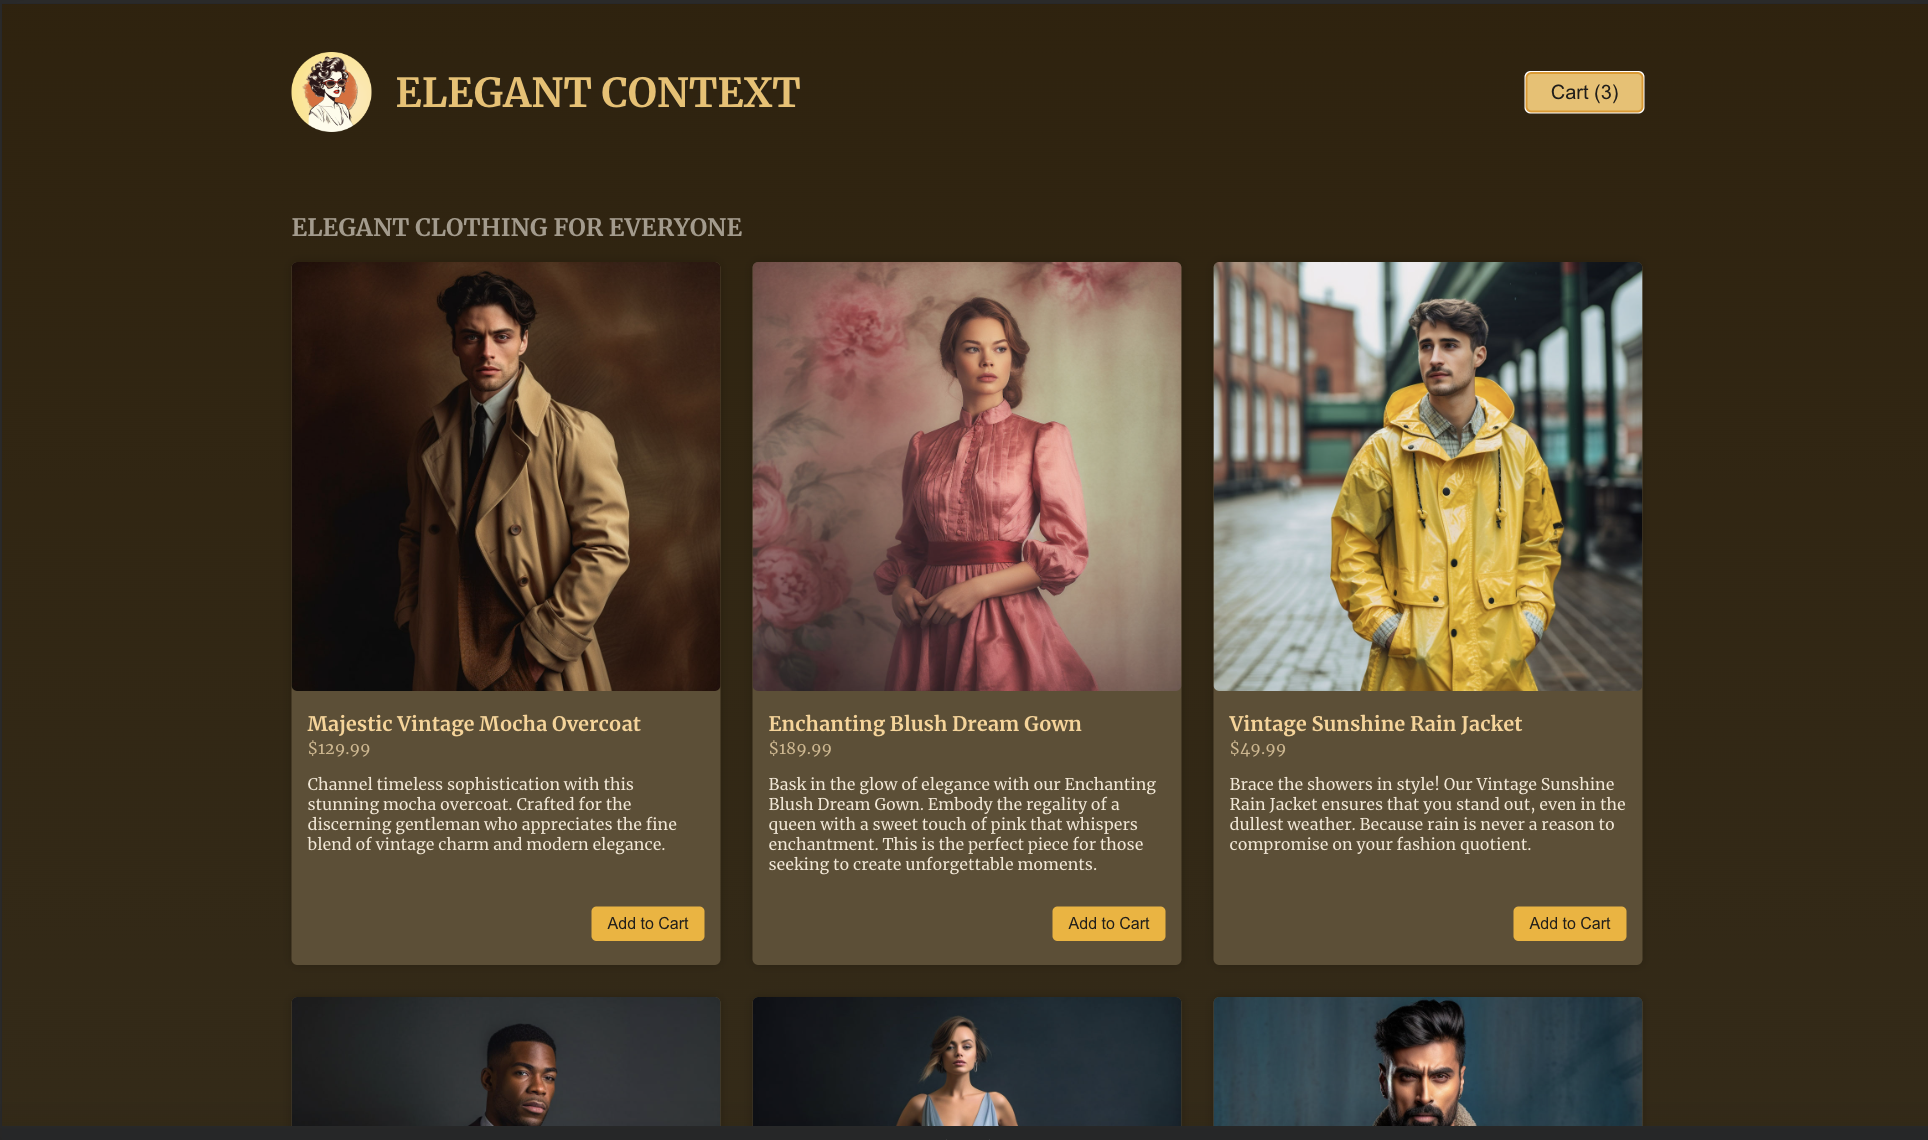 ELEGANT CONTEXT
Cart (3)
ELEGANT CLOTHING FOR EVERYONE
Majestic Vintage Mocha Overcoat
$129.99
Channel timeless sophistication with this
stunning mocha overcoat. Crafted for the
discerning gentleman who appreciates the fine
blend of vintage charm and modern elegance.
Add to Cart
Enchanting Blush Dream Gown
$189.99
Bask in the glow of elegance with our Enchanting
Blush Dream Gown. Embody the regality of a
queen with a sweet touch of pink that whispers
enchantment. This is the perfect piece for those
seeking to create unforgettable moments.
Add to Cart
Vintage Sunshine Rain Jacket
$49.99
Brace the showers in style! Our Vintage Sunshine
Rain Jacket ensures that you stand out, even in the
dullest weather. Because rain is never a reason to
compromise on your fashion quotient.
Add to Cart